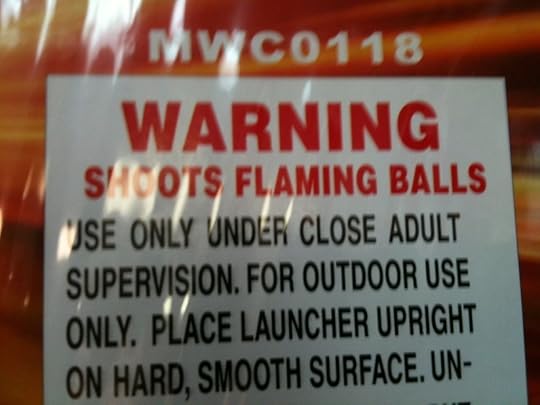 MWC0118
WARNING
SHOOTS FLAMING BALLS
USE ONLY UNDER CLOSE ADULT
SUPERVISION. FOR OUTDOOR USE
ONLY. PLACE LAUNCHER UPRIGHT
ON HARD, SMOOTH SURFACE. UN-